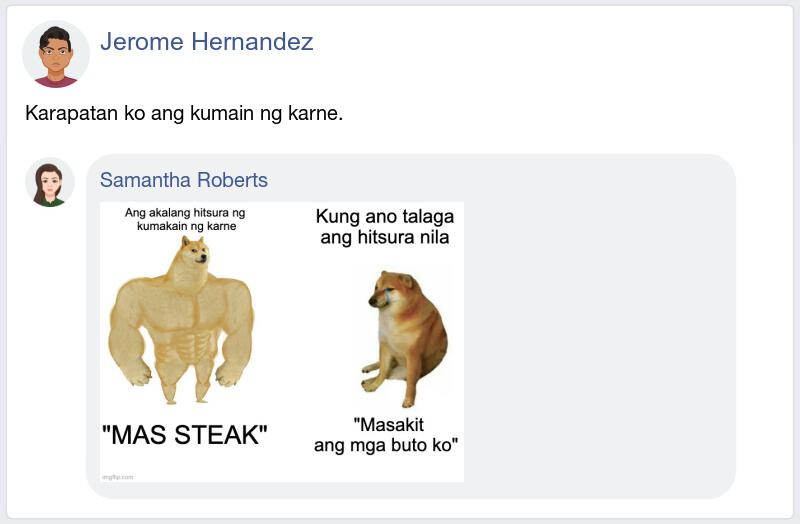 Jerome Hernandez
Karapatan ko ang kumain ng karne.
Samantha Roberts
Ang akalang hitsura ng
kumakain ng karne
Kung ano talaga
ang hitsura nila
"MAS STEAK"
"Masakit
ang mga buto ko"
imgflip.com